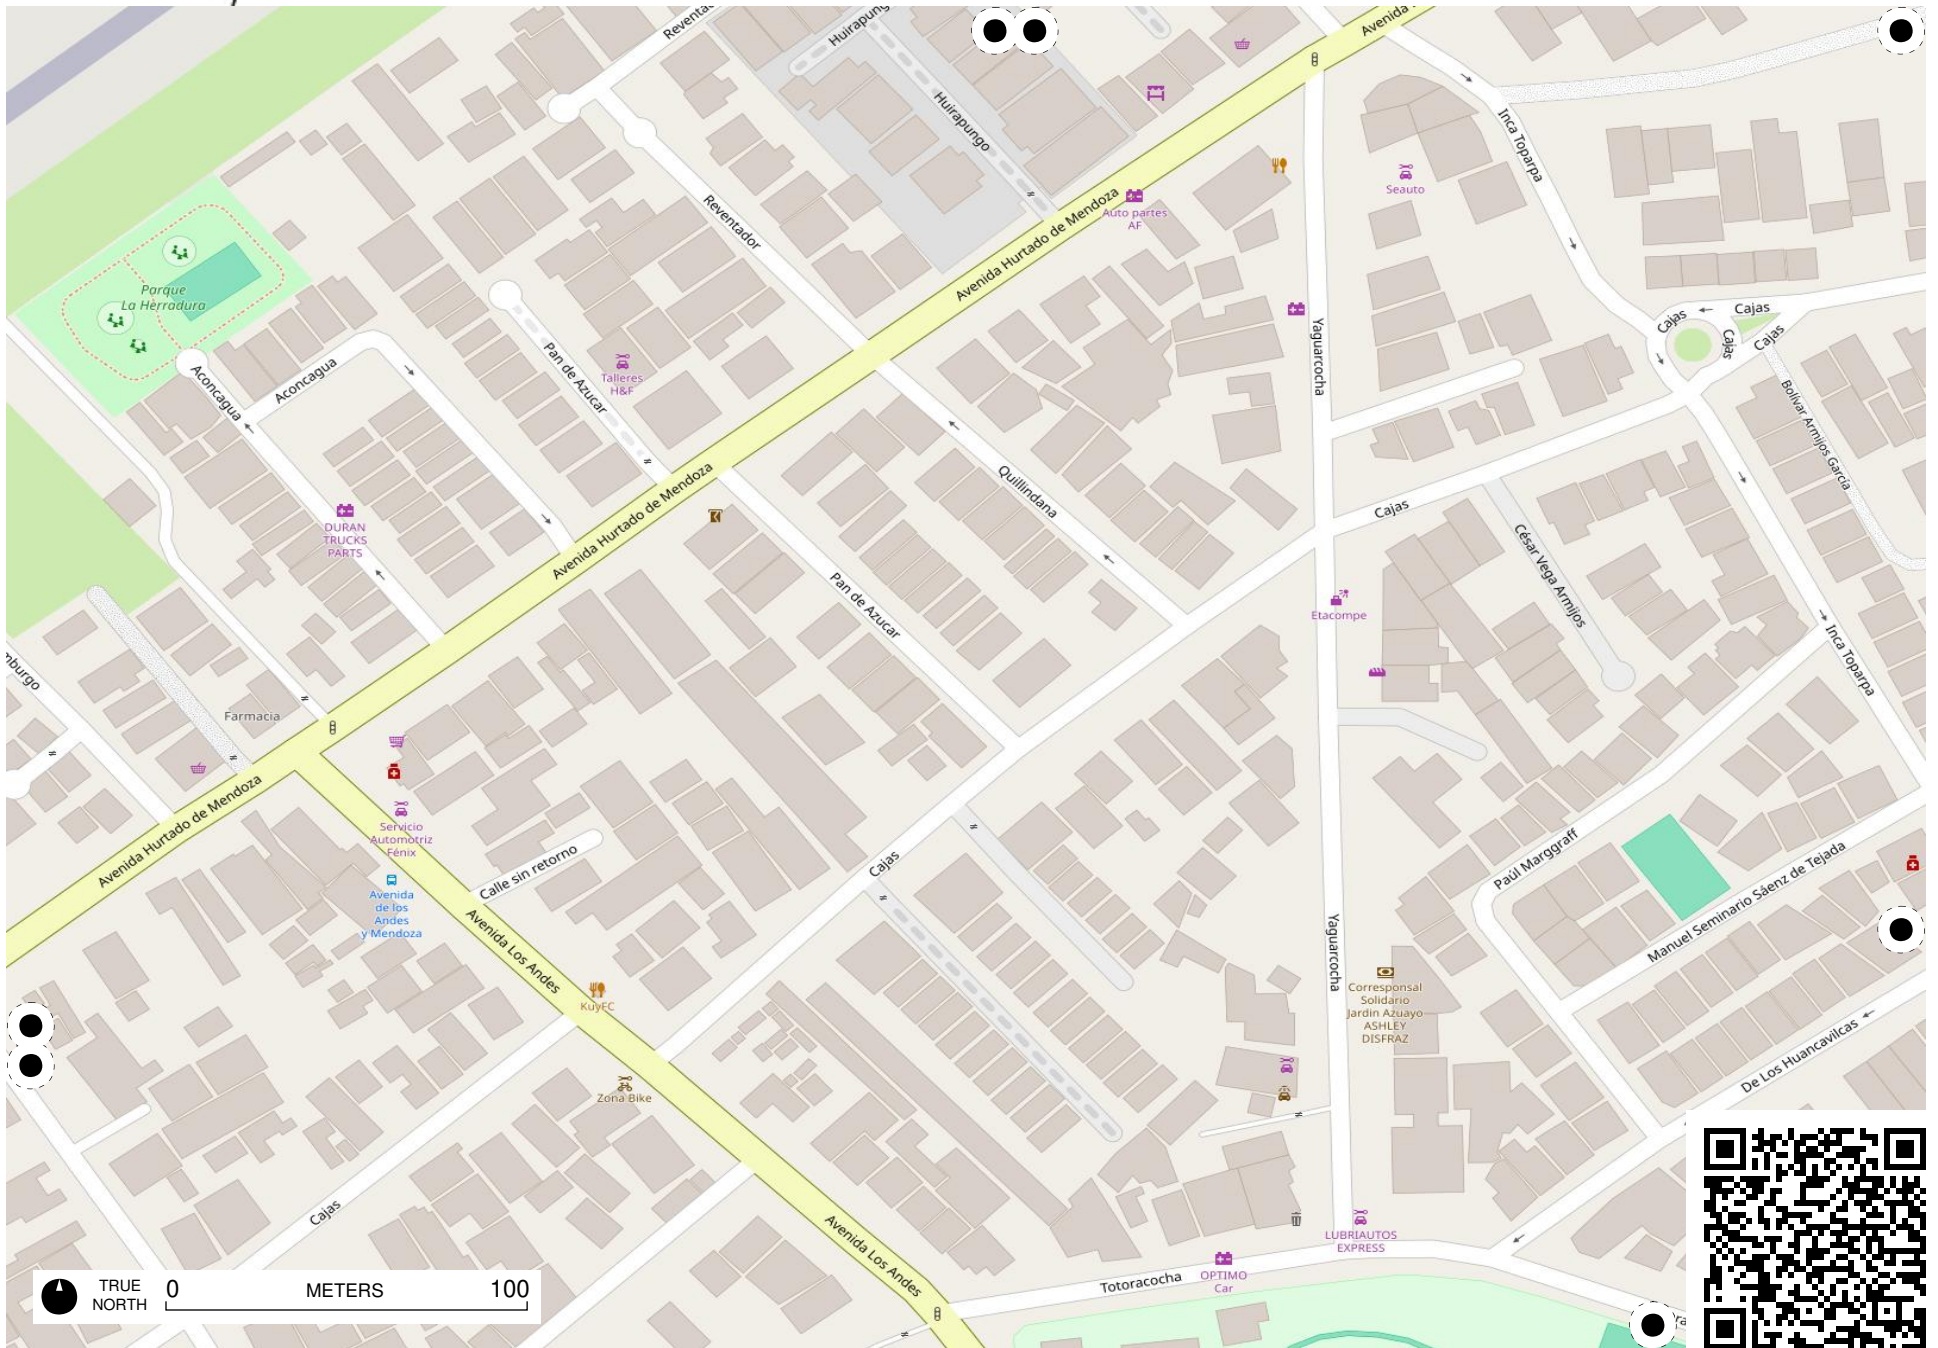 Huirapungo
Avenida
Huirapungo
Inca Toparpa
Seauto
Reventador
Auto partes
AF
Avenida Hurtado de Mendoza
Parque
La Herradura
Cajas
Cajas
Cajas
Cajas
Yaguarcocha
Aconcagua
Aconcagua
Pan de Azucar
Talleres
H&F
Bolívar Armijos García
Avenida Hurtado de Mendoza
Quillindana
Cajas
DURAN
TRUCKS
PARTS
César Vega Armijos
Pan de Azucar
Etacompe
Inca Toparpa
Farmacia
Avenida Hurtado de Mendoza
Servicio
Automotriz
Fénix
Calle sin retorno
Cajas
Paúl Marggraff
Manuel Seminario Sáenz de Tejada
Avenida
de los
Andes
y Mendoza
Avenida Los Andes
Yaguarcocha
KuyFC
Corresponsal
Solidario
Jardin Azuayo
ASHLEY
DISFRAZ
De Los Huancavilcas
Zona Bike
Cajas
Avenida Los Andes
LUBRIAUTOS
EXPRESS
Totoracocha
OPTIMO
Car
TRUE
NORTH
0 METERS 100